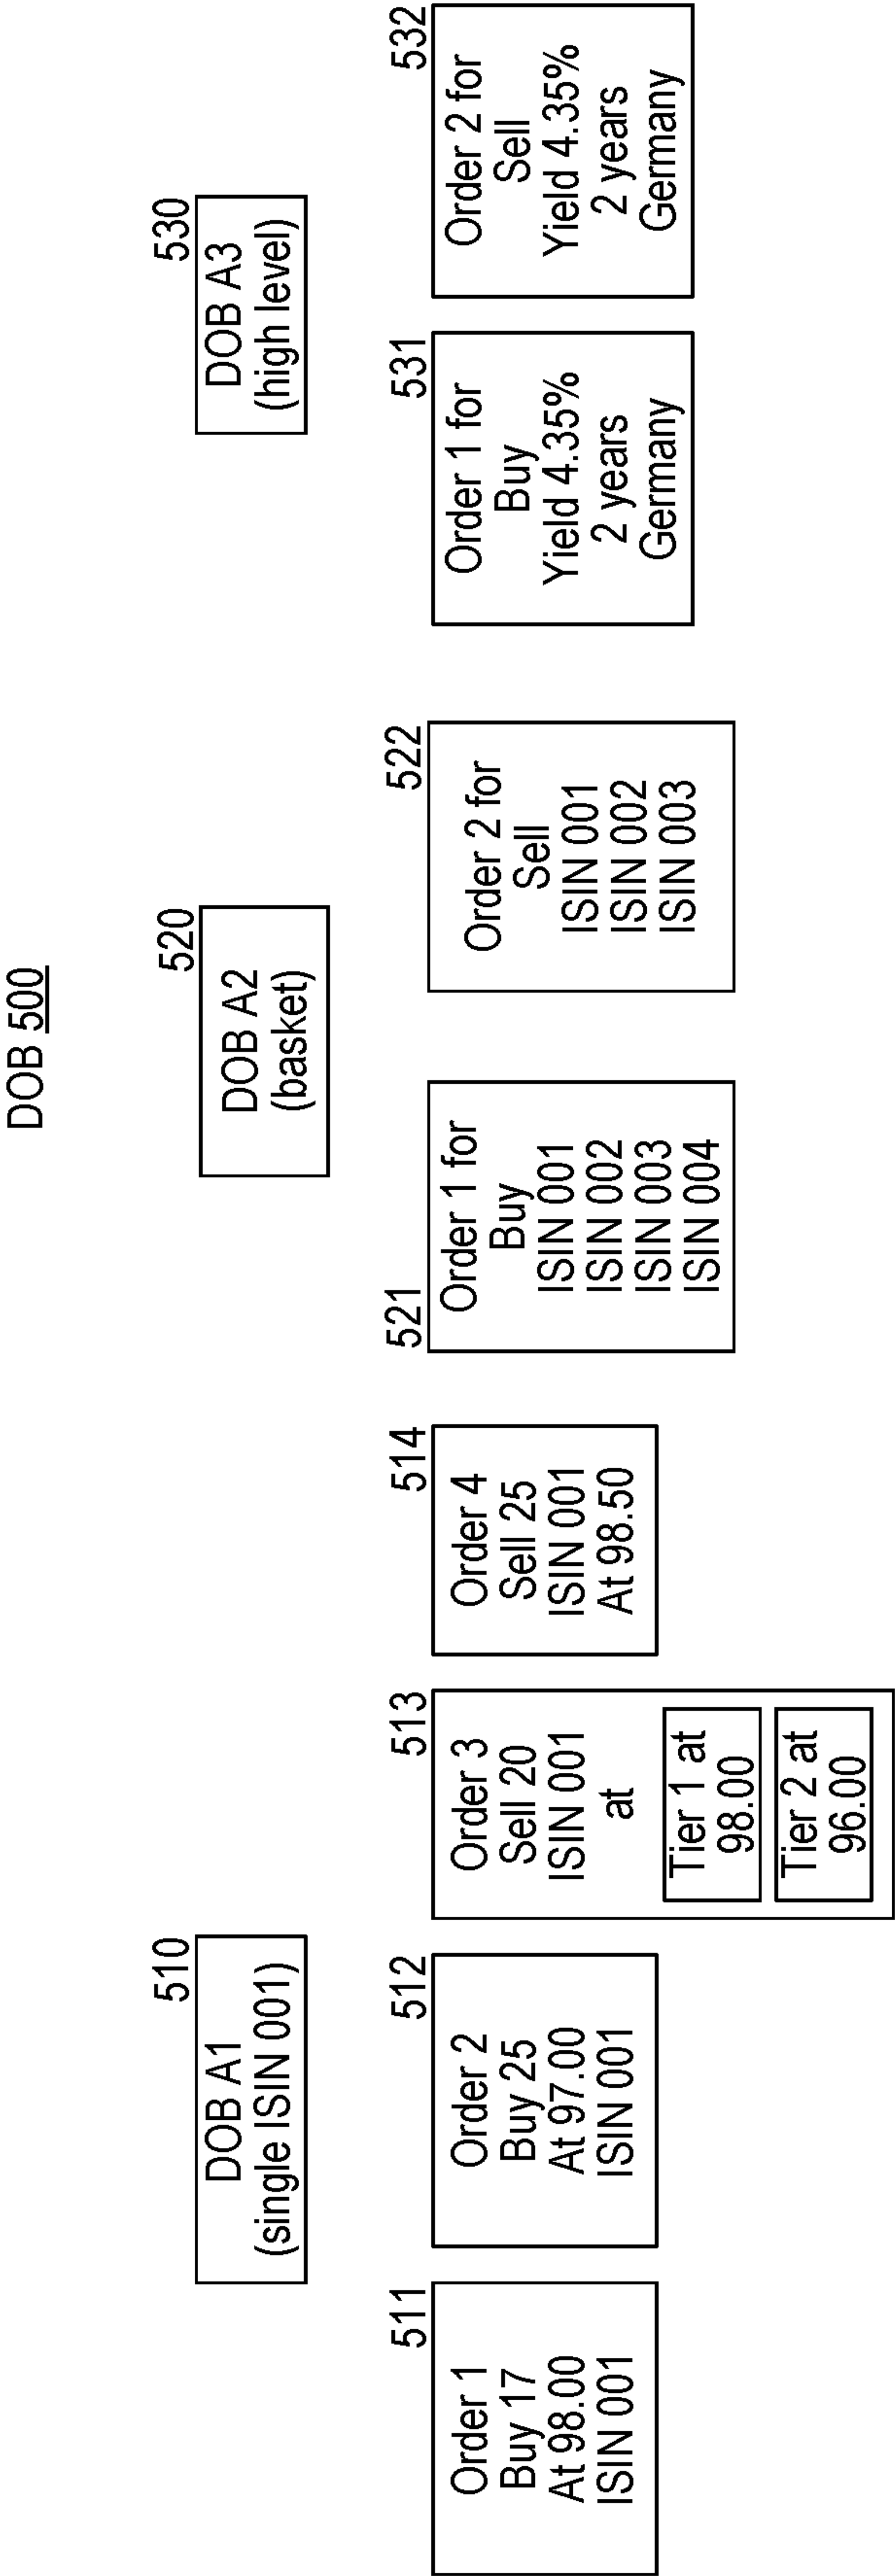 DOB 500
510
DOB A1
(single ISIN 001)
520
DOB A2
(basket)
530
DOB A3
(high level)
511
Order 1
Buy 17
At 98.00
ISIN 001
512
Order 2
Buy 25
At 97.00
ISIN 001
513
Order 3
Sell 20
ISIN 001
at
Tier 1 at
98.00
Tier 2 at
96.00
514
Order 4
Sell 25
ISIN 001
At 98.50
521
Order 1 for
Buy
ISIN 001
ISIN 002
ISIN 003
ISIN 004
522
Order 2 for
Sell
ISIN 001
ISIN 002
ISIN 003
531
Order 1 for
Buy
Yield 4.35%
2 years
Germany
532
Order 2 for
Sell
Yield 4.35%
2 years
Germany